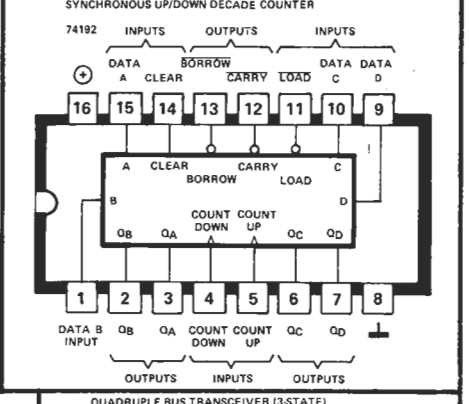 SYNCHRONOUS UP/DOWN DECADE COUNTER
74192 INPUTS OUTPUTS INPUTS
DATA A CLEAR BORROW CARRY LOAD DATA C DATA D
16 15 14 13 12 11 10 9
A CLEAR BORROW CARRY LOAD C
B D
QB QA COUNT DOWN COUNT UP QC QD
1 2 3 4 5 6 7 8
DATA B INPUT QB QA COUNT DOWN COUNT UP QC QD
OUTPUTS INPUTS OUTPUTS
QUADRUPLE BUS TRANSCEIVER (3-STATE)